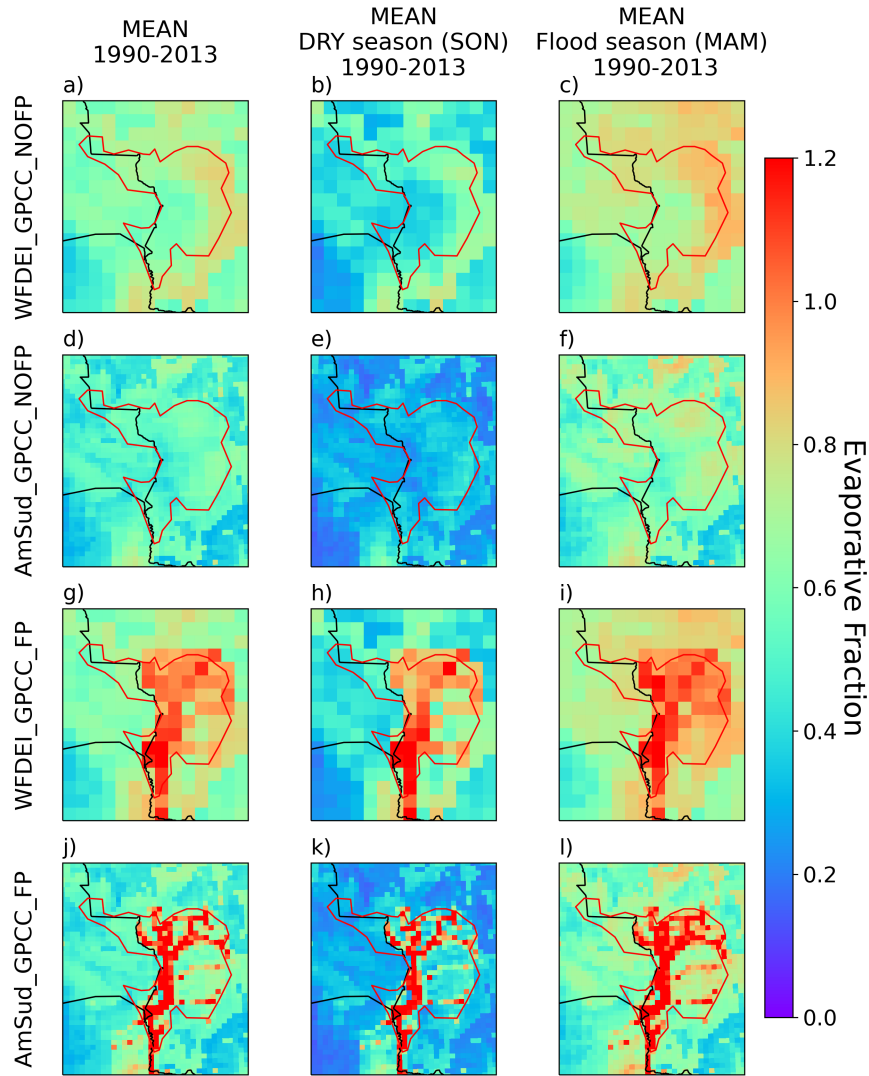 MEAN
1990-2013
MEAN
DRY season (SON)
1990-2013
MEAN
Flood season (MAM)
1990-2013
WFDEI_GPCC_NOFP
a)
b)
c)
AmSud_GPCC_NOFP
d)
e)
f)
WFDEI_GPCC_FP
g)
h)
i)
AmSud_GPCC_FP
j)
k)
l)
1.2
1.0
0.8
0.6
0.4
0.2
0.0
Evaporative Fraction